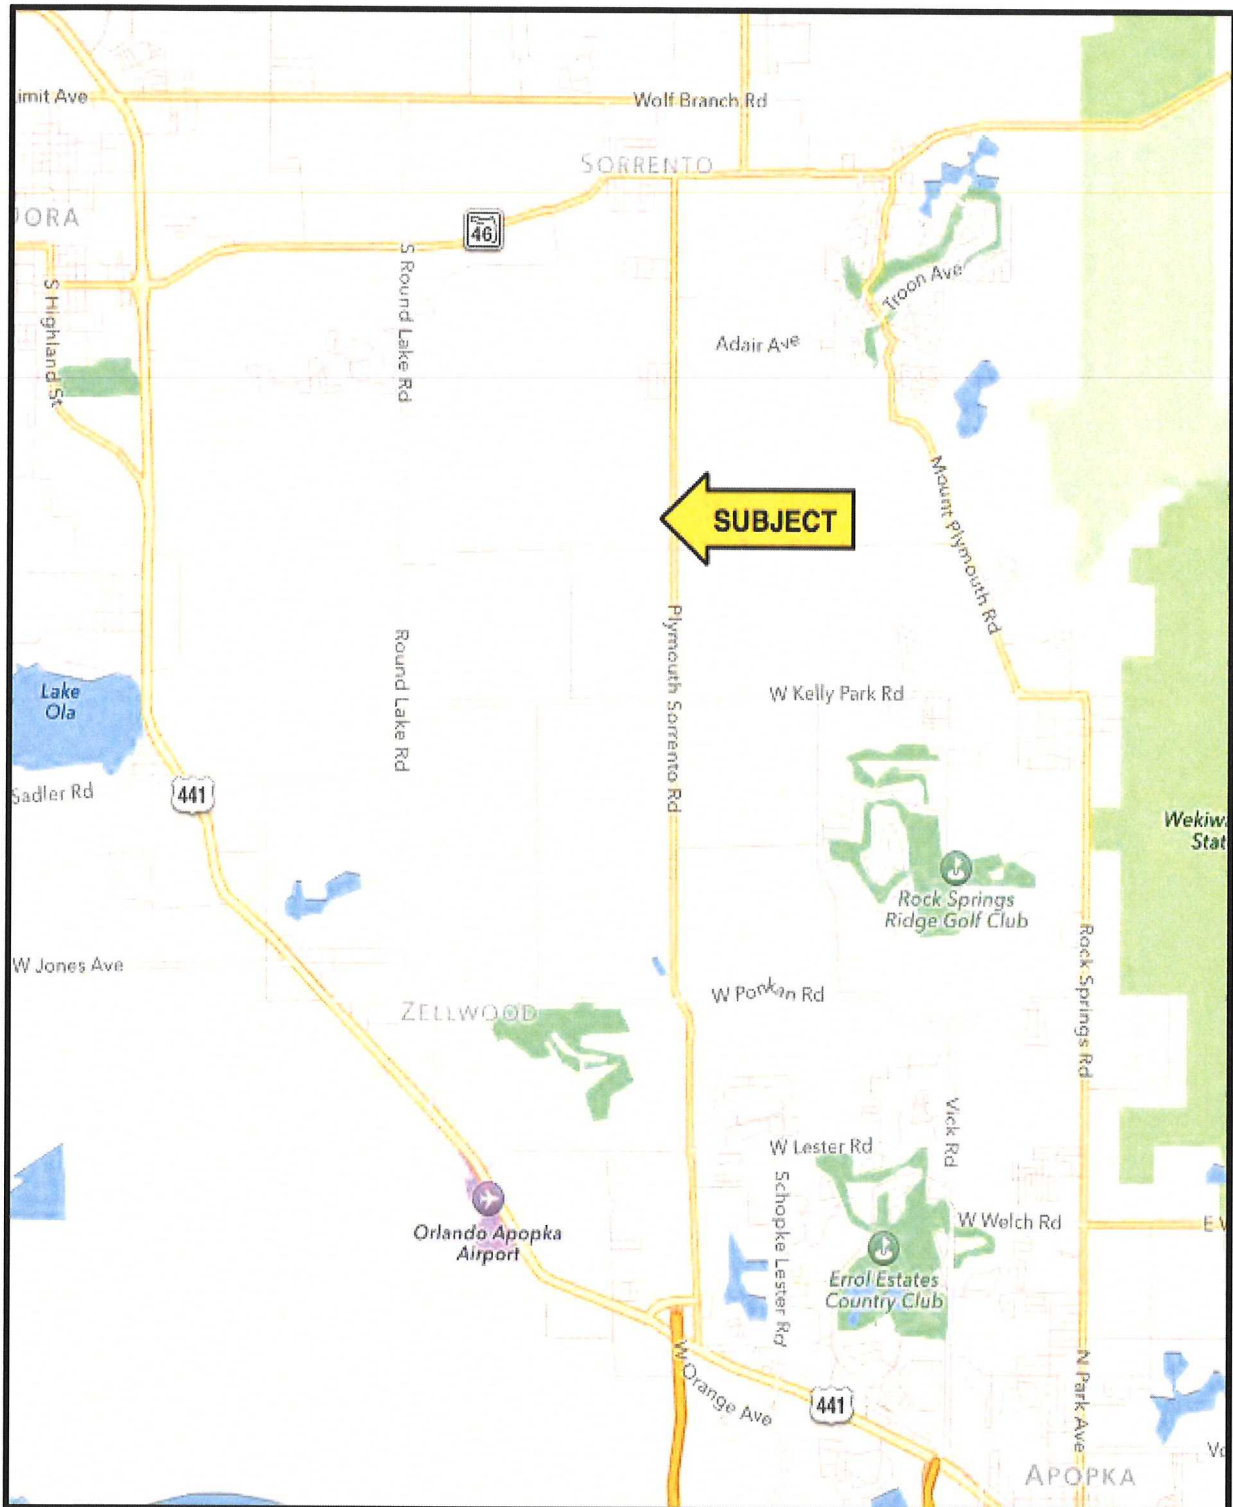 imit Ave
Wolf Branch Rd
SORRENTO
DORA
46
S Round Lake Rd
S Highland St
Troon Ave
Adair Ave
Mount Plymouth Rd
SUBJECT
Plymouth Sorrento Rd
Round Lake Rd
Lake
Ola
W Kelly Park Rd
Sadler Rd
441
Wekiw
Stat
Rock Springs
Ridge Golf Club
Rock Springs Rd
W Jones Ave
W Ponkan Rd
ZELLWOOD
Vick Rd
W Lester Rd
Schopke Lester Rd
W Welch Rd
E
Orlando Apopka
Airport
Errol Estates
Country Club
W Orange Ave
N Park Ave
441
APOPKA